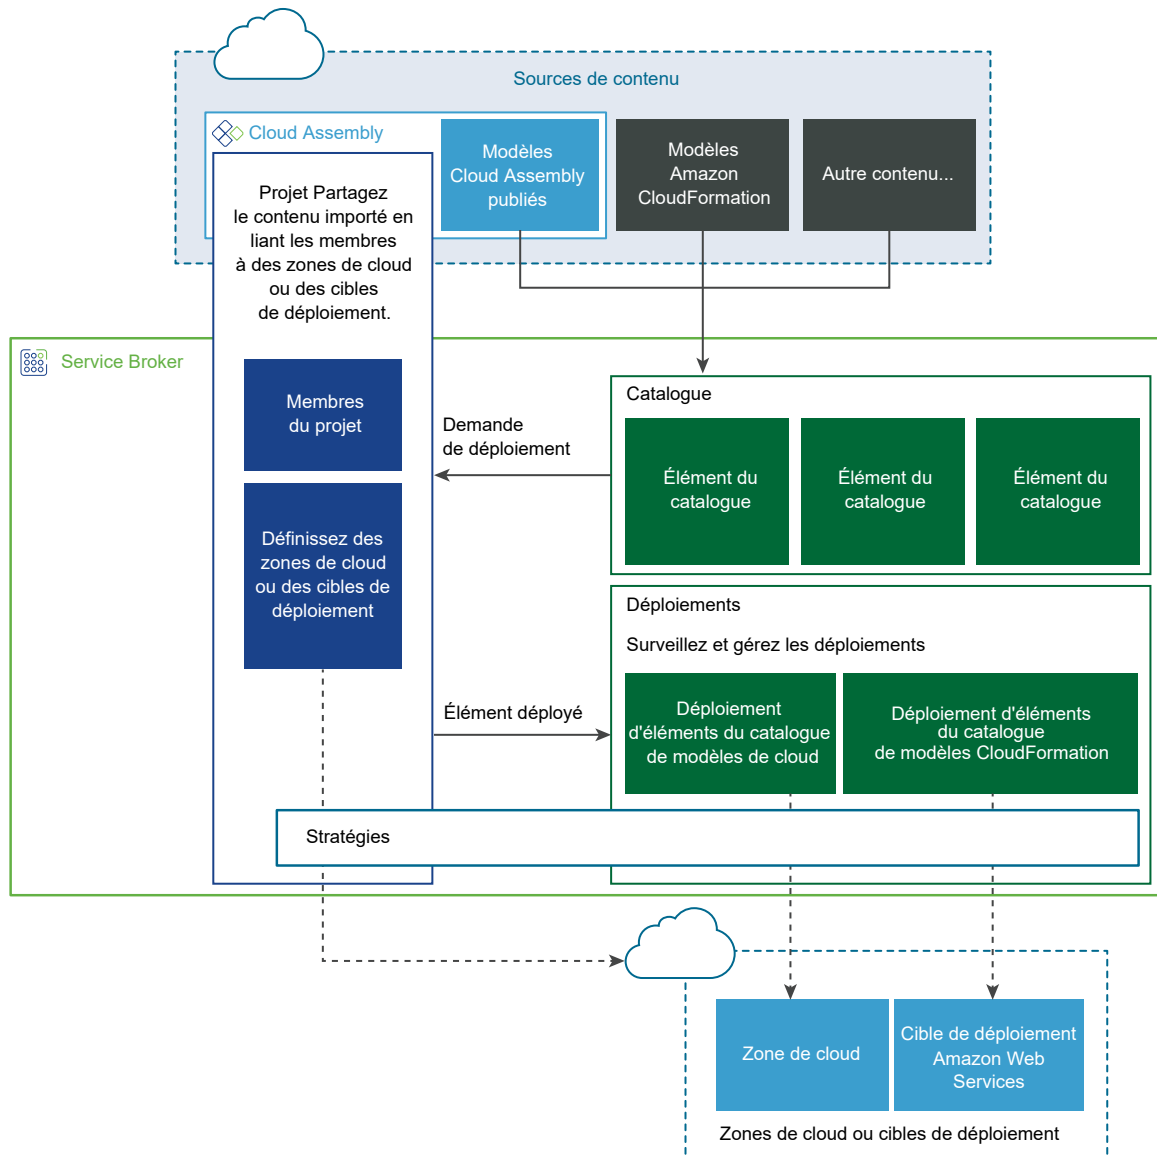 Sources de contenu
Cloud Assembly
Modèles
Cloud Assembly
publiés
Modèles
Amazon
CloudFormation
Autre contenu...
Projet Partagez
le contenu importé en
liant les membres
à des zones de cloud
ou des cibles
de déploiement.
Service Broker
Membres
du projet
Définissez des
zones de cloud
ou des cibles de
déploiement
Demande
de déploiement
Catalogue
Élément du
catalogue
Élément du
catalogue
Élément du
catalogue
Déploiements
Surveillez et gérez les déploiements
Élément déployé
Déploiement
d'éléments du catalogue
de modèles de cloud
Déploiement d'éléments
du catalogue
de modèles CloudFormation
Stratégies
Zone de cloud
Cible de déploiement
Amazon Web
Services
Zones de cloud ou cibles de déploiement